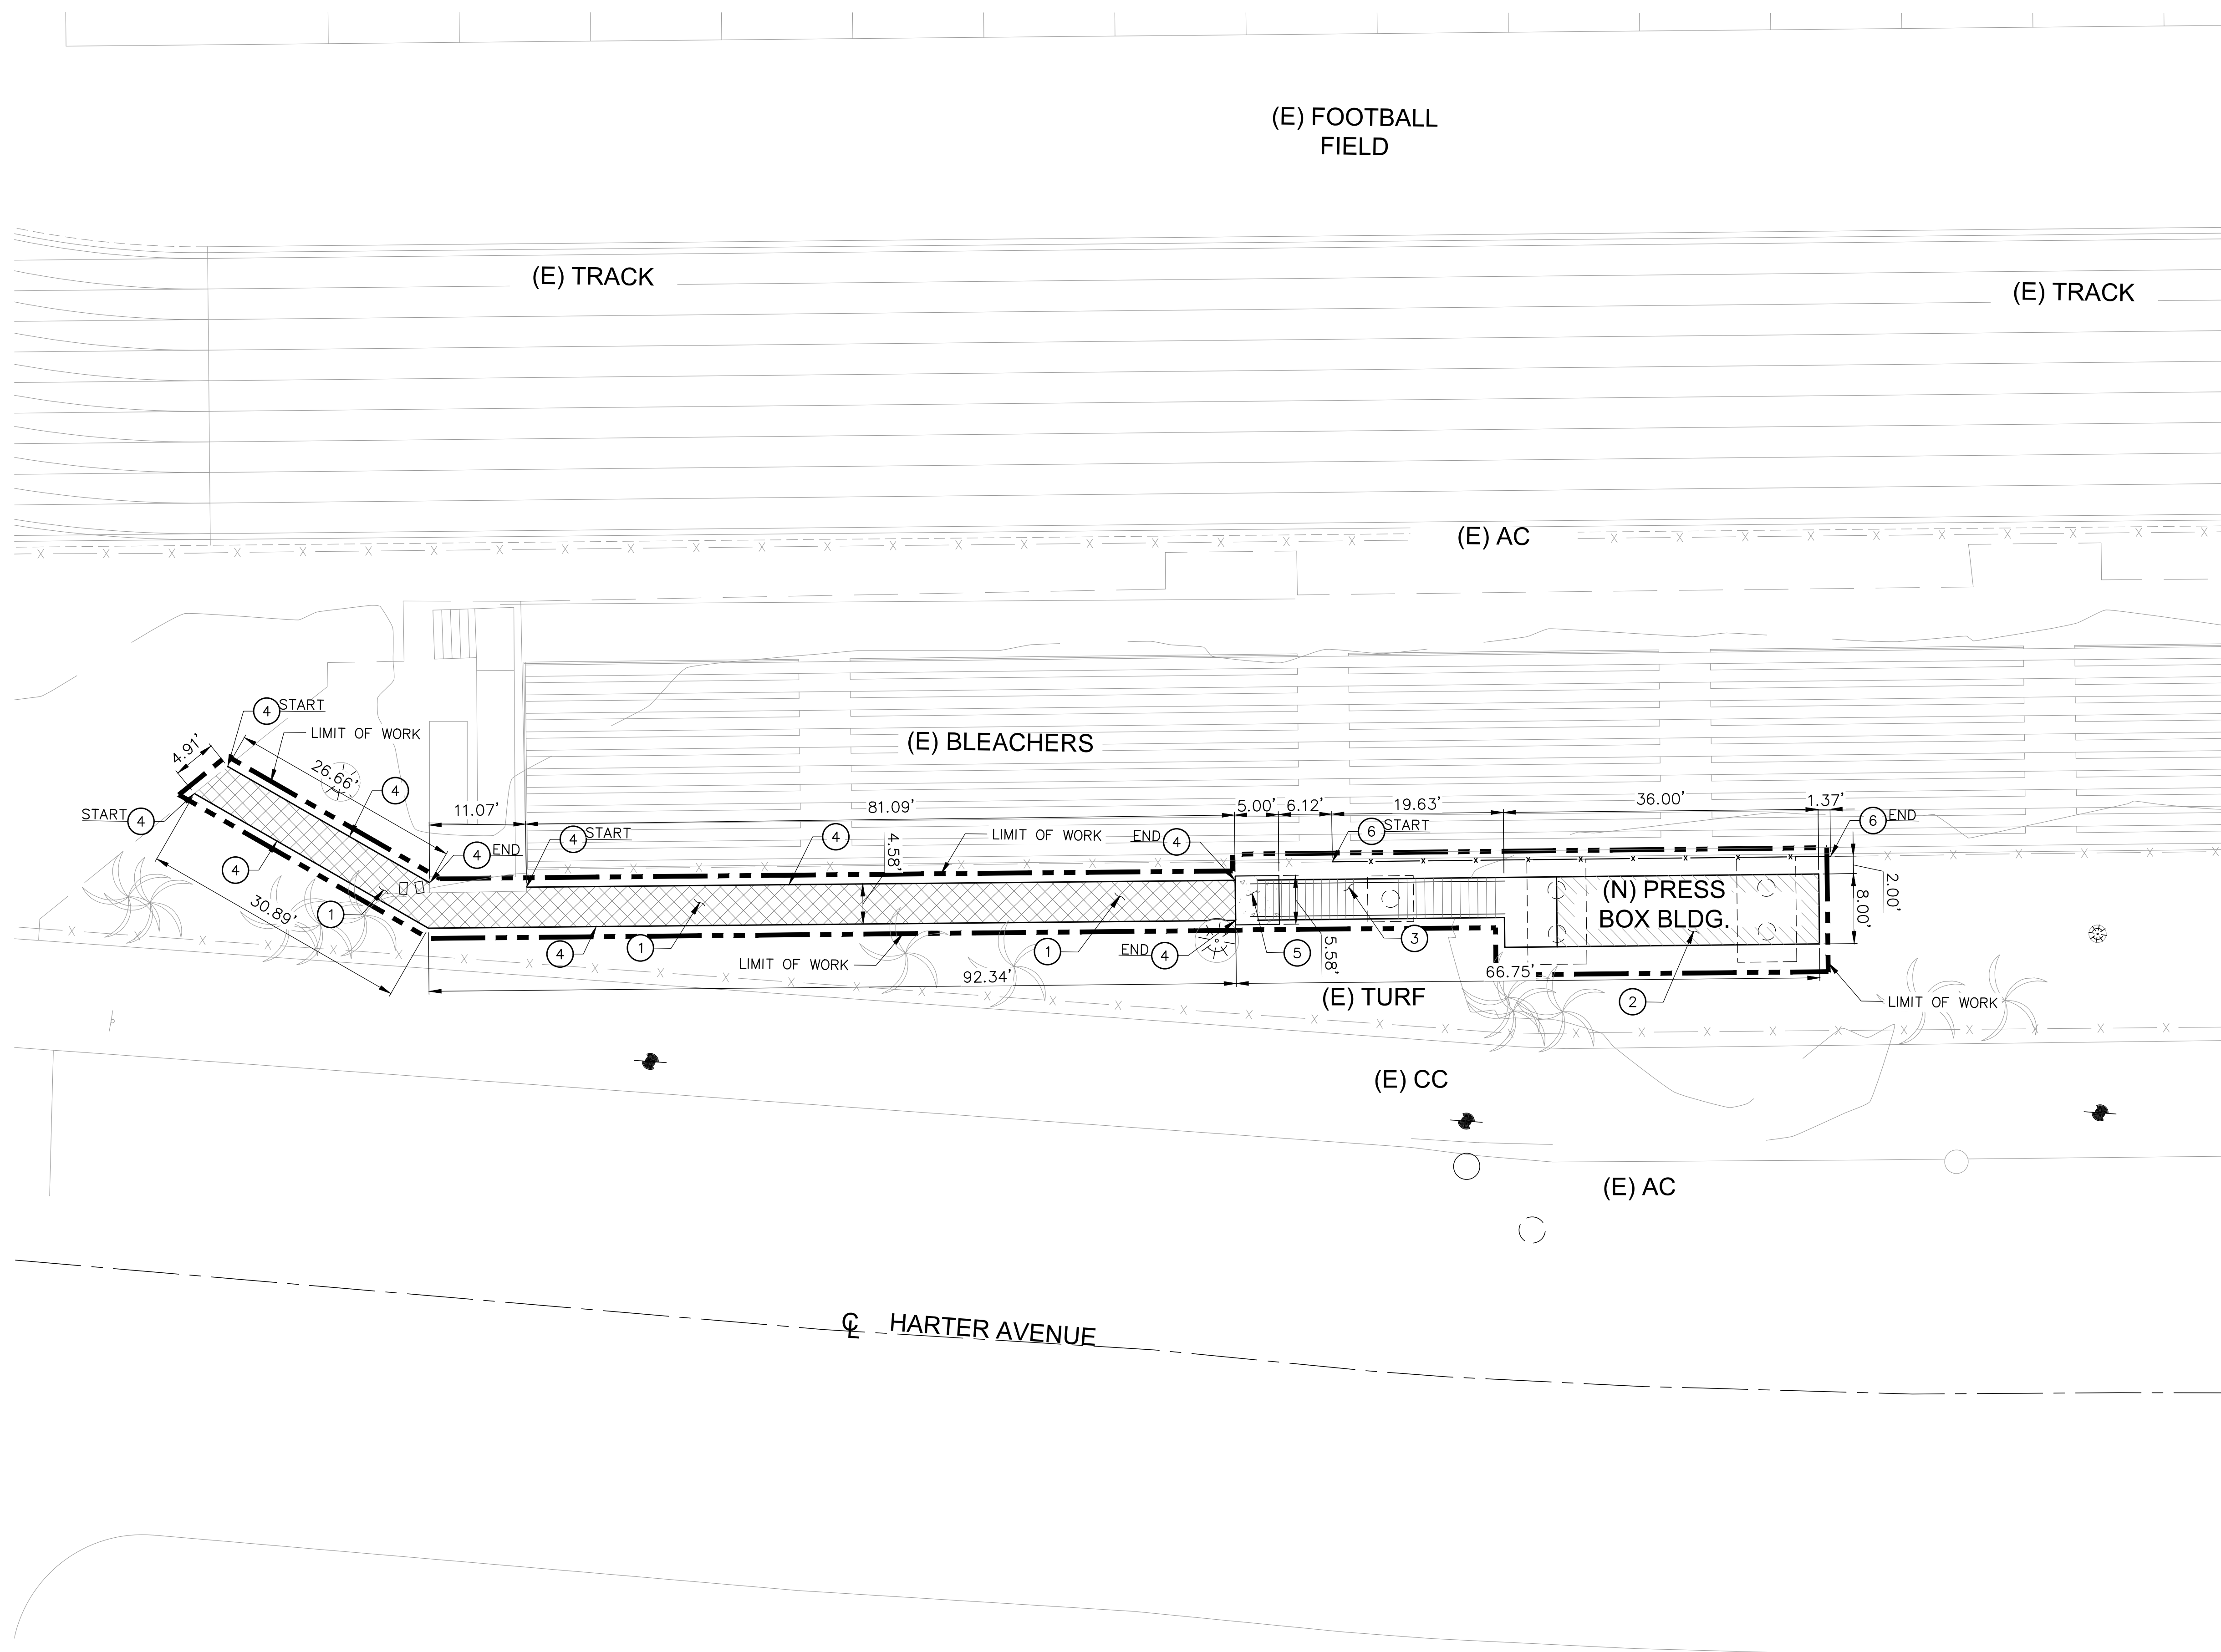 (E) FOOTBALL
FIELD
(E) TRACK
(E) TRACK
(E) AC
4 START
LIMIT OF WORK
4.91'
26.66'
(E) BLEACHERS
4
START 4
11.07'
81.09'
5.00'
6.12'
19.63'
36.00'
1.37'
4 START
4
4.58'
LIMIT OF WORK
END 4
6 START
6 END
4 END
4
30.89'
1
(N) PRESS
BOX BLDG.
2.00'
8.00'
4
1
1
END 4
5
5.58'
3
LIMIT OF WORK
92.34'
66.75'
(E) TURF
2
LIMIT OF WORK
(E) CC
(E) AC
CL HARTER AVENUE